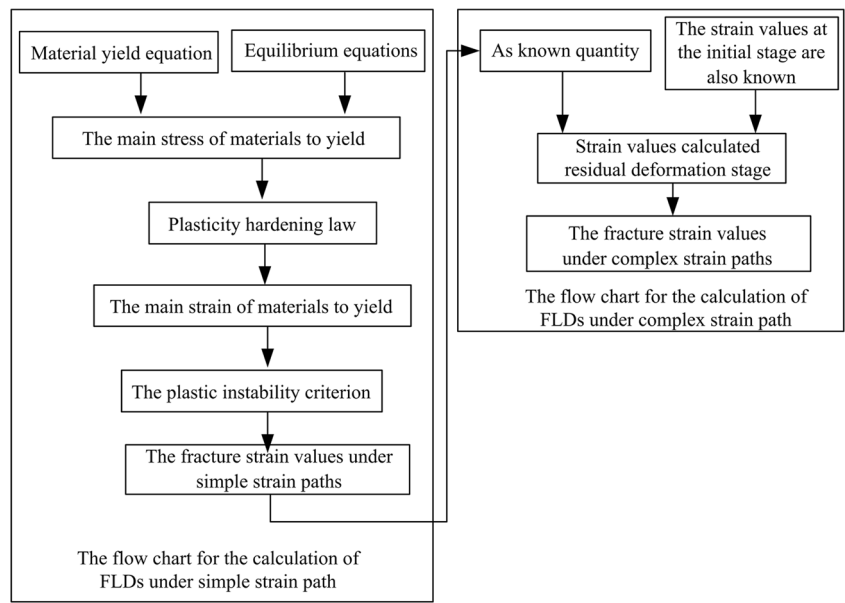 Material yield equation
Equilibrium equations
The main stress of materials to yield
Plasticity hardening law
The main strain of materials to yield
The plastic instability criterion
The fracture strain values under
simple strain paths
The flow chart for the calculation of
FLDs under simple strain path
As known quantity
The strain values at
the initial stage are
also known
Strain values calculated
residual deformation stage
The fracture strain values
under complex strain paths
The flow chart for the calculation of
FLDs under complex strain path